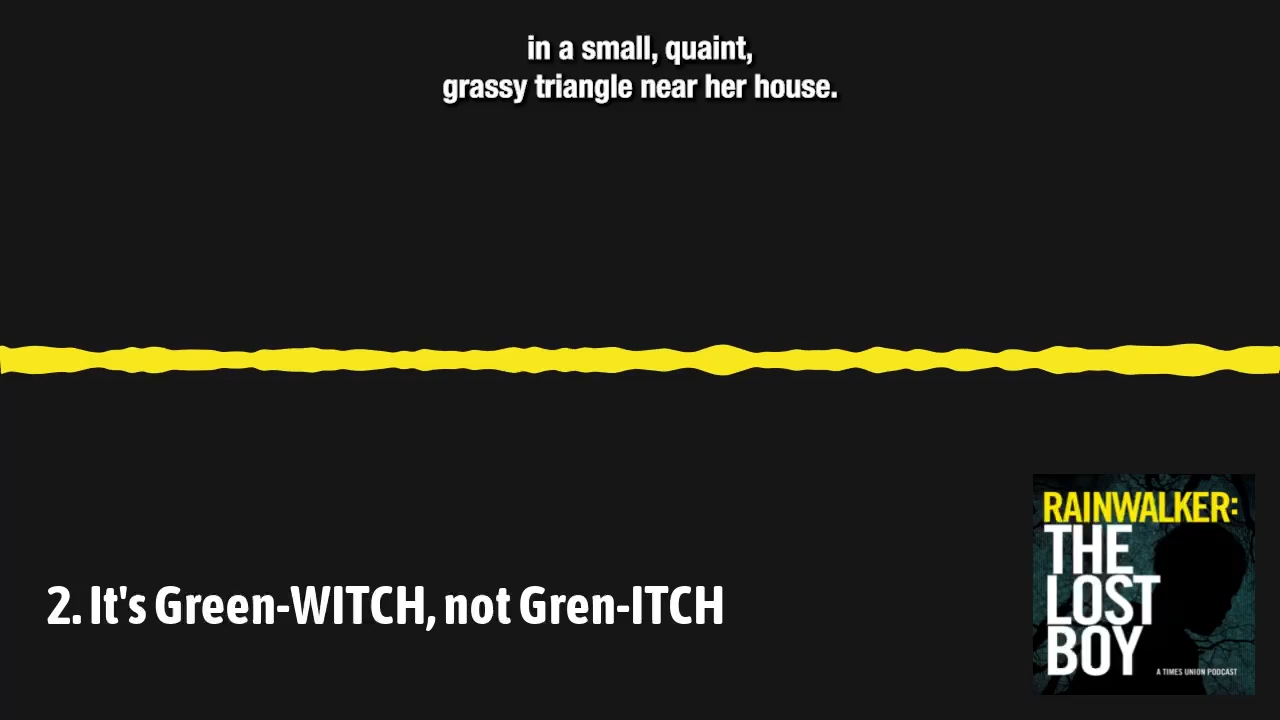 in a small, quaint,
grassy triangle near her house.
2. It's Green-WITCH, not Gren-ITCH
RAINWALKER:
THE
LOST
BOY
A TIMES UNION PODCAST